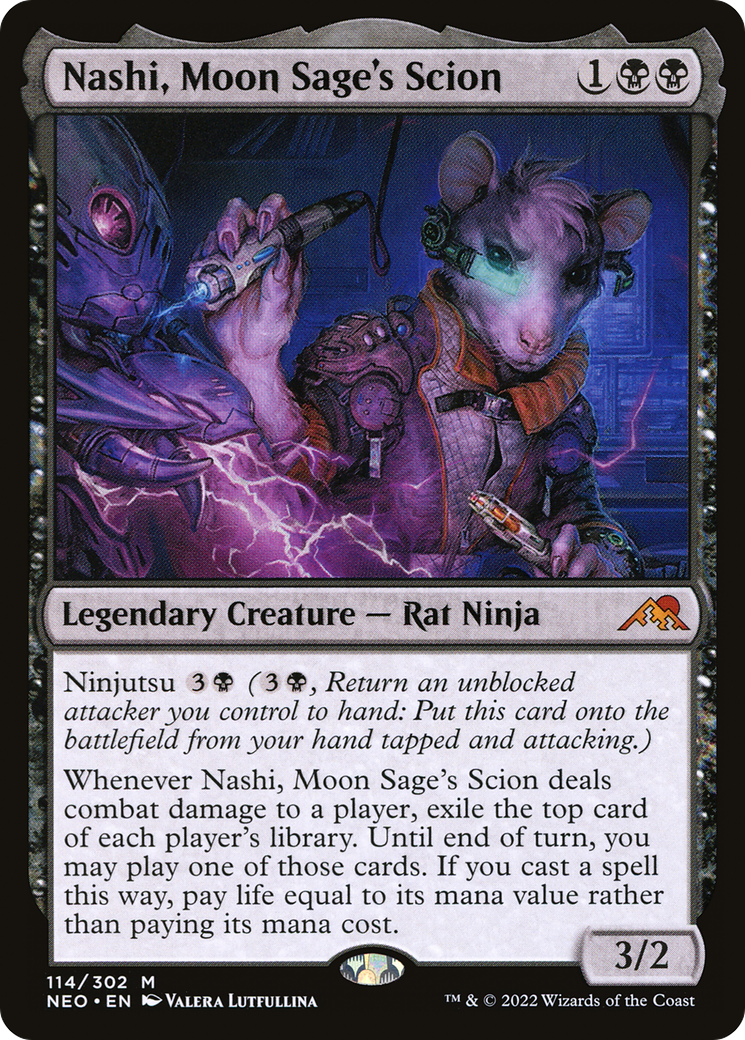 Nashi, Moon Sage's Scion 1
Legendary Creature — Rat Ninja
Ninjutsu 3 (3, Return an unblocked
attacker you control to hand: Put this card onto the
battlefield from your hand tapped and attacking.)
Whenever Nashi, Moon Sage's Scion deals
combat damage to a player, exile the top card
of each player's library. Until end of turn, you
may play one of those cards. If you cast a spell
this way, pay life equal to its mana value rather
than paying its mana cost.
3/2
114/302 M
NEO • EN Valera Lutfullina
™ & © 2022 Wizards of the Coast